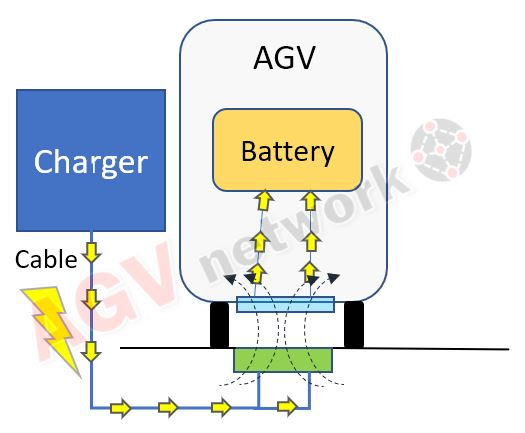 AGV
Charger
Battery
Cable
AGV network